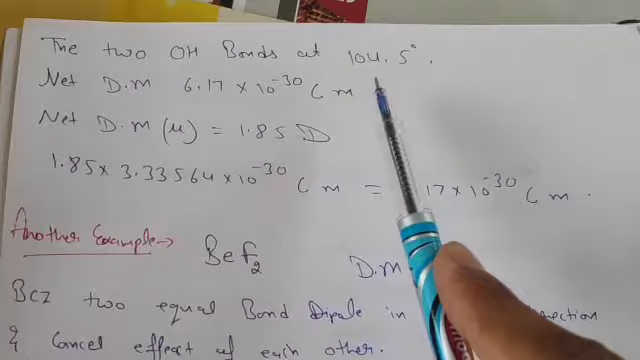 The two OH Bonds at 104.5°.
Net D.M 6.17 × 10⁻³⁰ C m
Net D.M (μ) = 1.85 D
1.85 × 3.33564 × 10⁻³⁰ C m = 17 × 10⁻³⁰ C m.
Another Example → BeF₂ D.M
Bcz two equal Bond Dipole in
& Cancel effect of each other.